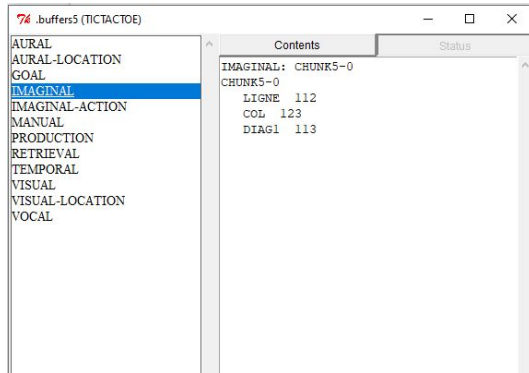 .buffers5 (TICTACTOE)
AURAL
AURAL-LOCATION
GOAL
IMAGINAL
IMAGINAL-ACTION
MANUAL
PRODUCTION
RETRIEVAL
TEMPORAL
VISUAL
VISUAL-LOCATION
VOCAL
Contents
Status
IMAGINAL: CHUNK5-0
CHUNK5-0
LIGNE 112
COL 123
DIAG1 113